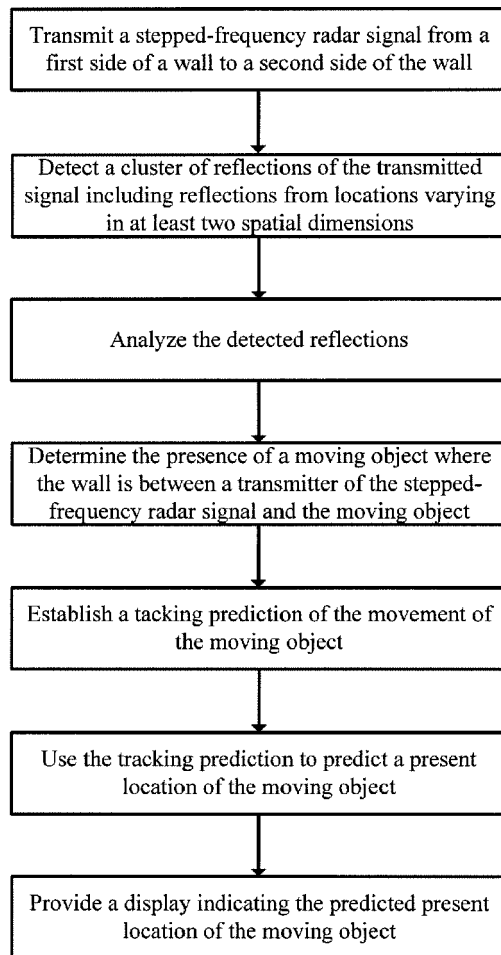 Transmit a stepped-frequency radar signal from a
first side of a wall to a second side of the wall
Detect a cluster of reflections of the transmitted
signal including reflections from locations varying
in at least two spatial dimensions
Analyze the detected reflections
Determine the presence of a moving object where
the wall is between a transmitter of the stepped-
frequency radar signal and the moving object
Establish a tacking prediction of the movement of
the moving object
Use the tracking prediction to predict a present
location of the moving object
Provide a display indicating the predicted present
location of the moving object